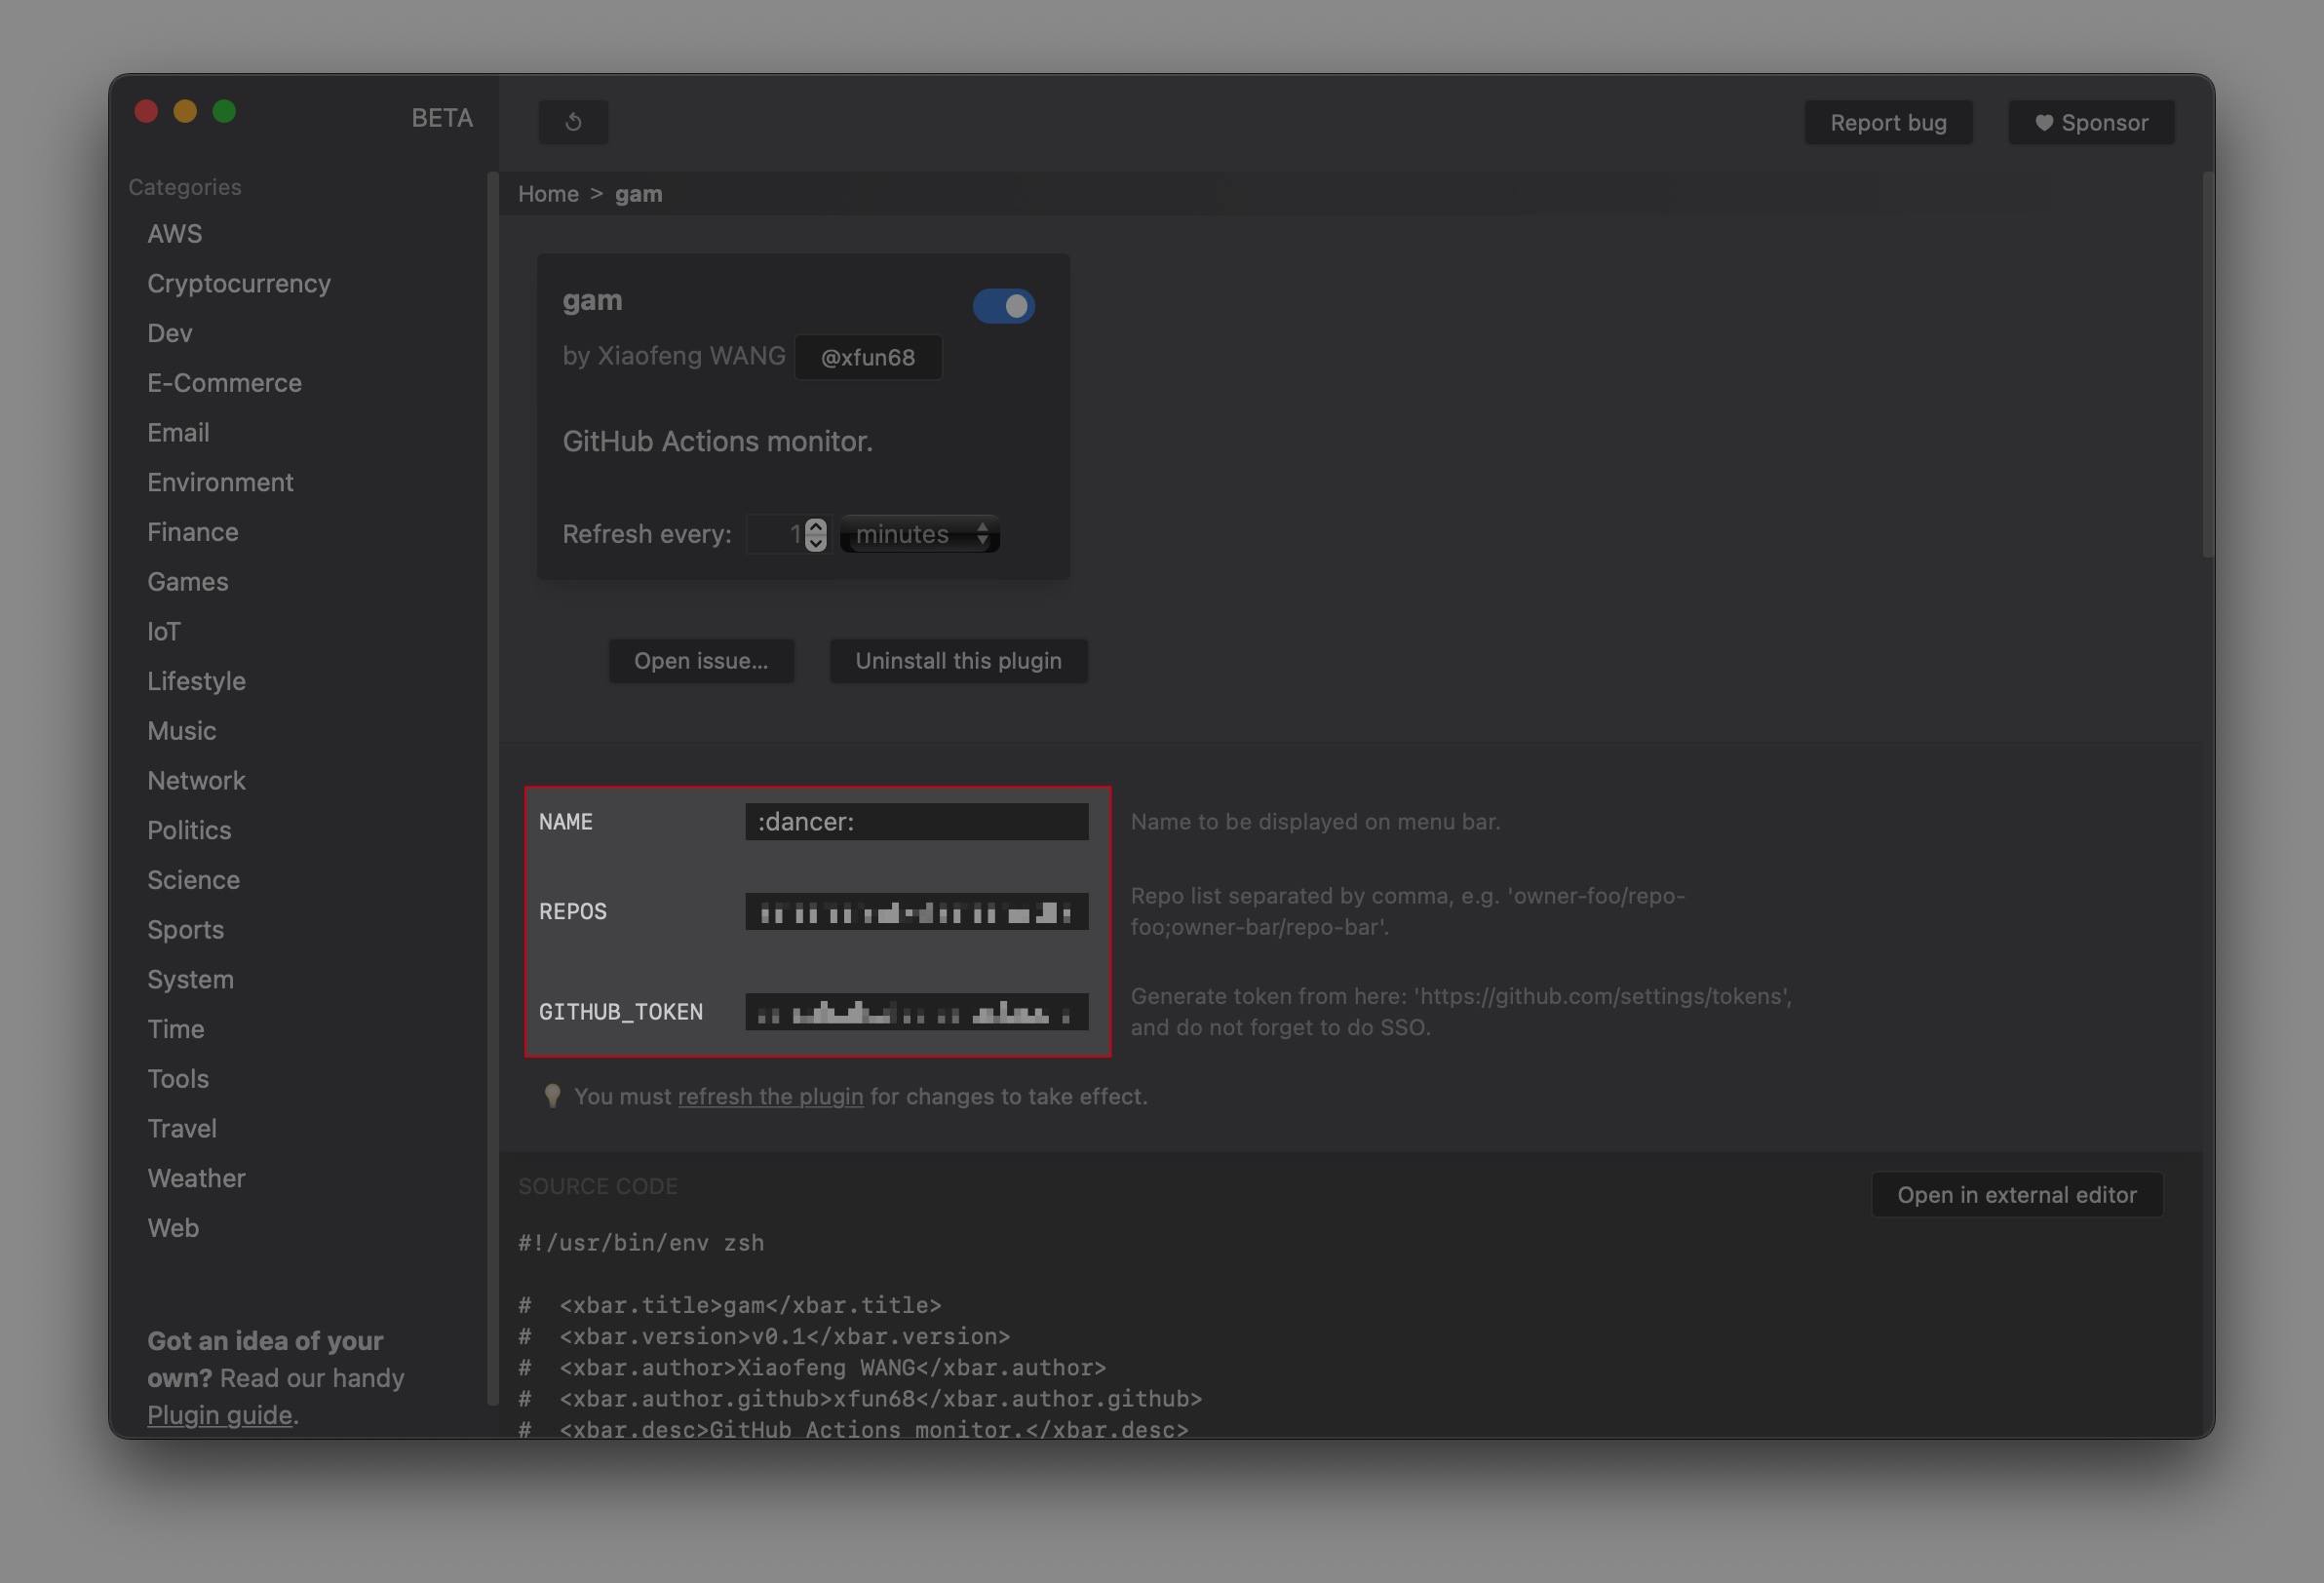 BETA
Categories
AWS
Cryptocurrency
Dev
E-Commerce
Email
Environment
Finance
Games
IoT
Lifestyle
Music
Network
Politics
Science
Sports
System
Time
Tools
Travel
Weather
Web
Got an idea of your
own? Read our handy
Plugin guide.
Report bug
Sponsor
Home > gam
gam
by Xiaofeng WANG @xfun68
GitHub Actions monitor.
Refresh every: 1 minutes
Open issue...
Uninstall this plugin
NAME :dancer: Name to be displayed on menu bar.
REPOS
Repo list separated by comma, e.g. 'owner-foo/repo-
foo;owner-bar/repo-bar'.
GITHUB_TOKEN
Generate token from here: 'https://github.com/settings/tokens',
and do not forget to do SSO.
You must refresh the plugin for changes to take effect.
SOURCE CODE
Open in external editor
#!/usr/bin/env zsh
#  <xbar.title>gam</xbar.title>
#  <xbar.version>v0.1</xbar.version>
#  <xbar.author>Xiaofeng WANG</xbar.author>
#  <xbar.author.github>xfun68</xbar.author.github>
#  <xbar.desc>GitHub Actions monitor.</xbar.desc>